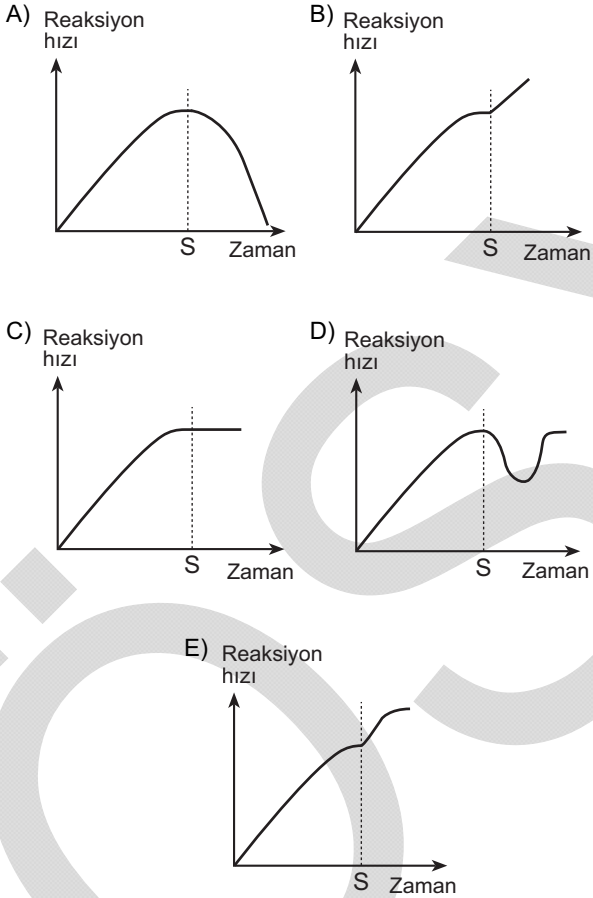 A) Reaksiyon hızı
S Zaman
B) Reaksiyon hızı
S Zaman
C) Reaksiyon hızı
S Zaman
D) Reaksiyon hızı
S Zaman
E) Reaksiyon hızı
S Zaman